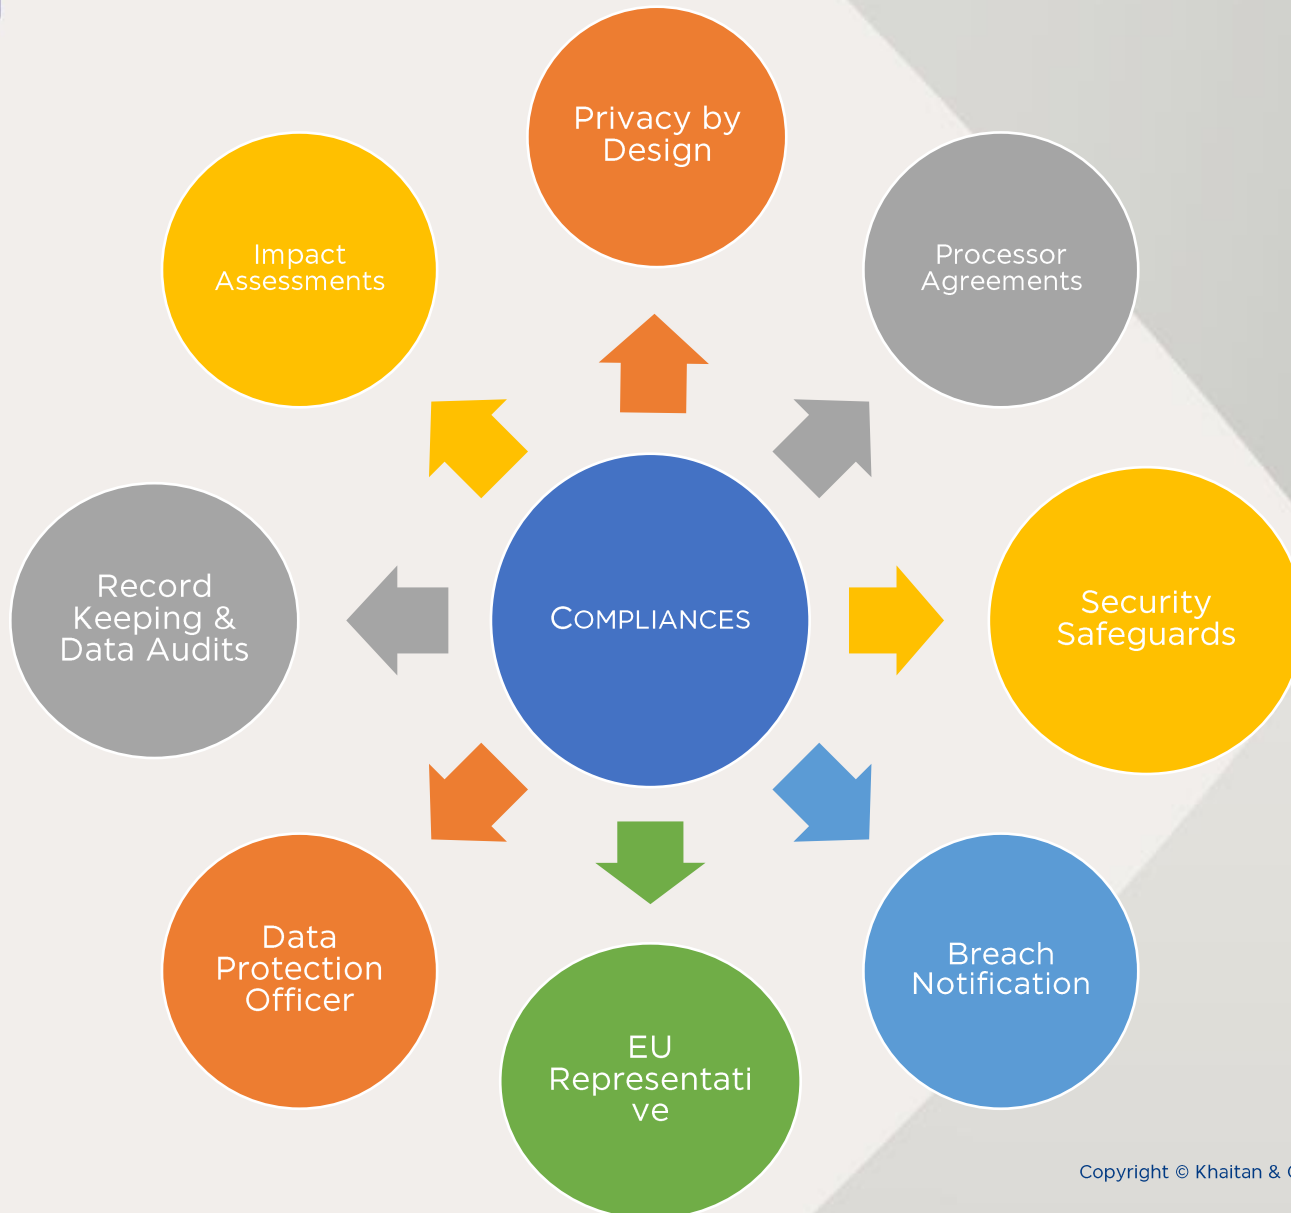 Privacy by
Design
Impact
Assessments
Processor
Agreements
Record
Keeping &
Data Audits
COMPLIANCES
Security
Safeguards
Data
Protection
Officer
Breach
Notification
EU
Representati
ve
Copyright © Khaitan &